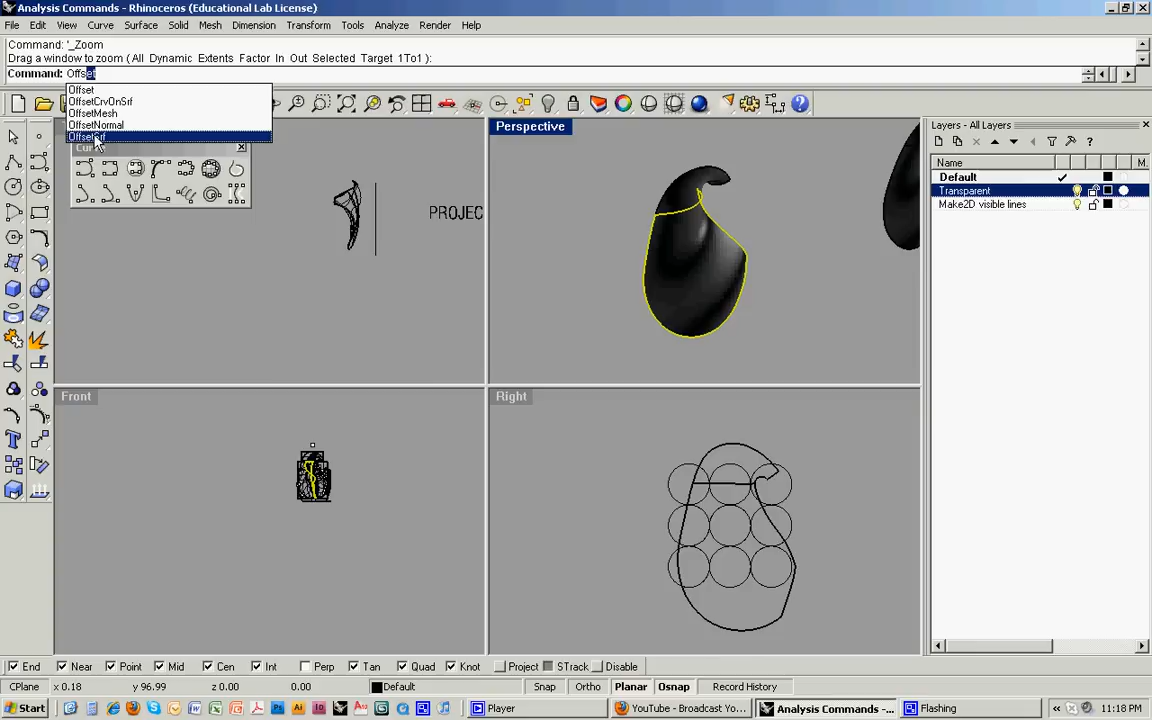 Analysis Commands - Rhinoceros (Educational Lab License)
File Edit View Curve Surface Solid Mesh Dimension Transform Tools Analyze Render Help
Command: '_Zoom
Drag a window to zoom ( All Dynamic Extents Factor In Out Selected Target 1To1 ):
Command: Offset
Offset
OffsetCrvOnSrf
OffsetMesh
OffsetNormal
OffsetSrf
Perspective
Layers - All Layers
Name M.
Default
Transparent
Make2D visible lines
PROJEC
Front
Right
End Near Point Mid Cen Int Perp Tan Quad Knot Project STrack Disable
CPlane x 0.18 y 96.99 z 0.00 0.00 Default Snap Ortho Planar Osnap Record History
Start Player YouTube - Broadcast Yo... Analysis Commands -... Flashing 11:18 PM